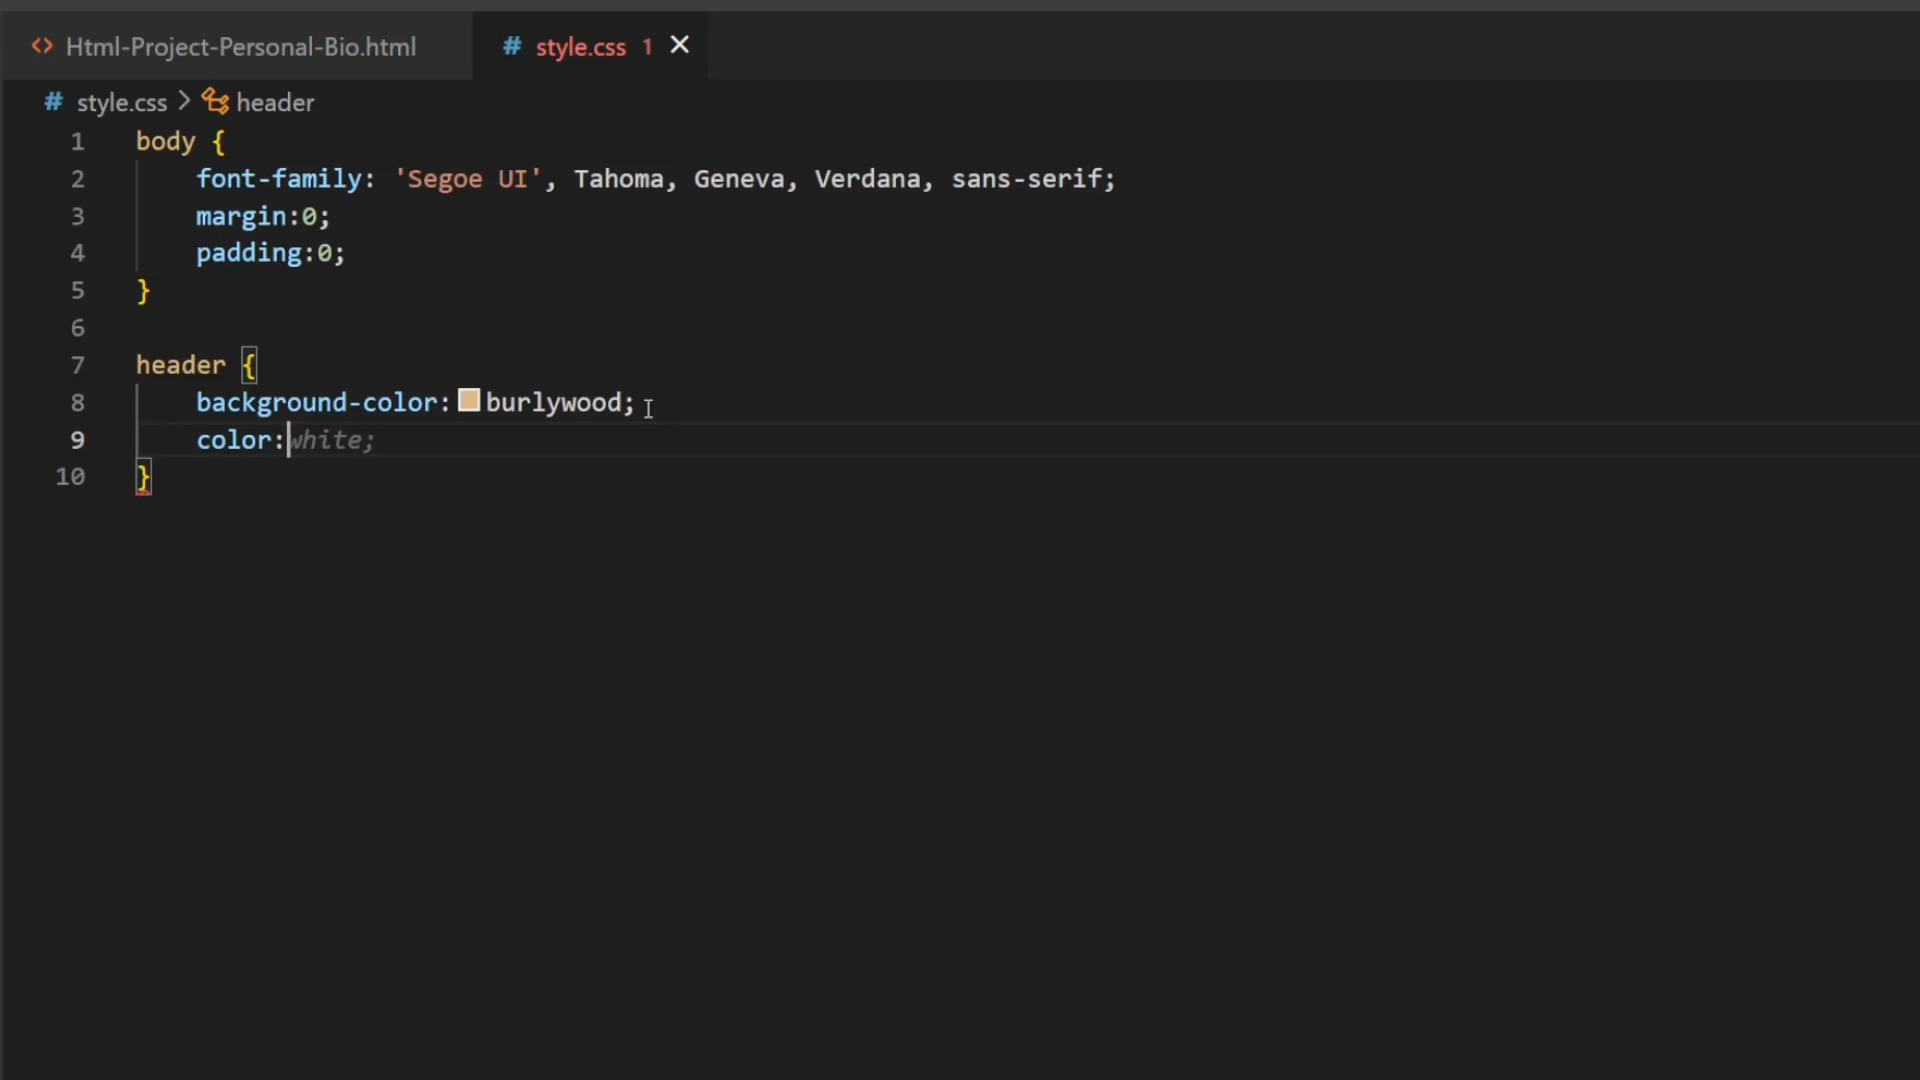 <> Html-Project-Personal-Bio.html # style.css 1 ×
# style.css > header
1 body {
2 font-family: 'Segoe UI', Tahoma, Geneva, Verdana, sans-serif;
3 margin:0;
4 padding:0;
5 }
6
7 header {
8 background-color: burlywood;
9 color:white;
10 }